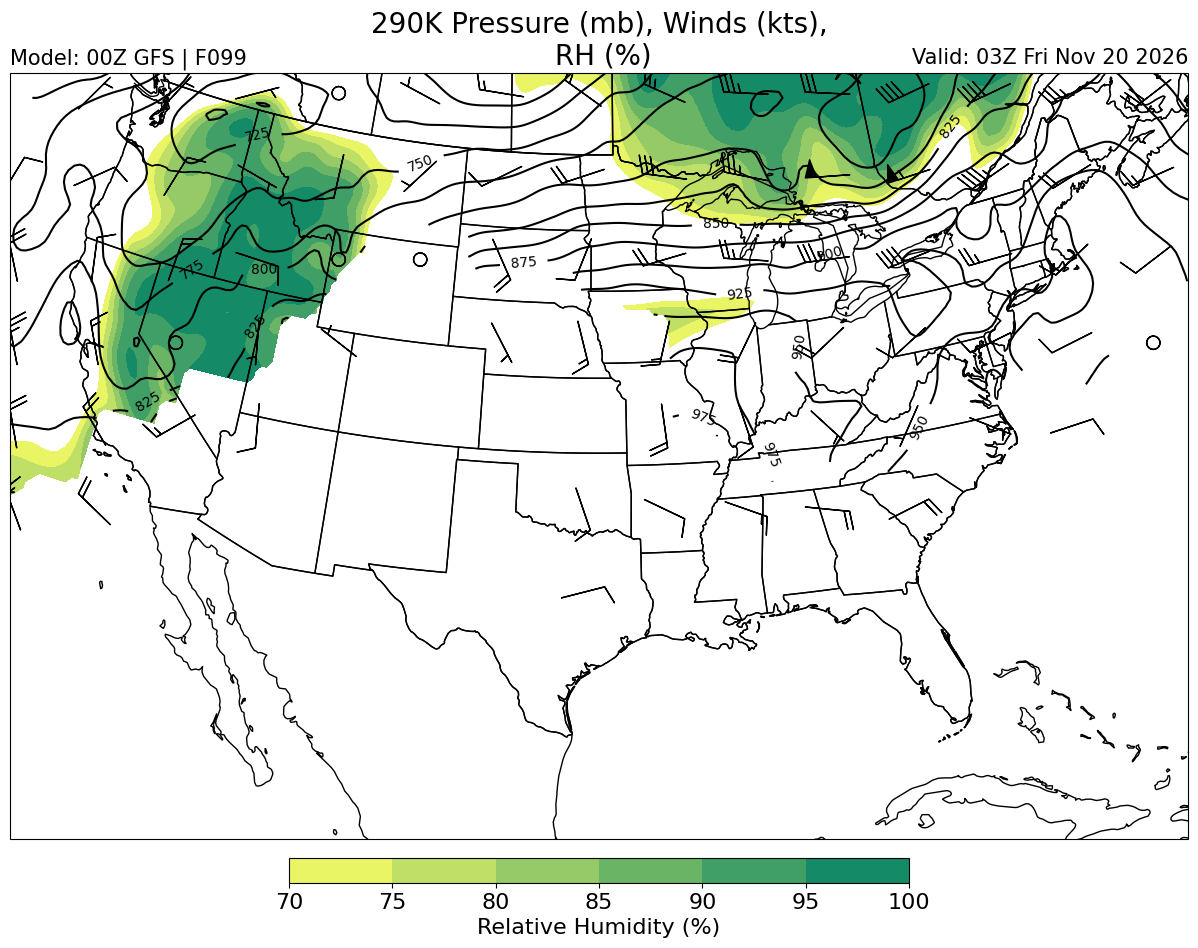 290K Pressure (mb), Winds (kts),
RH (%)
Model: 00Z GFS | F099
Valid: 03Z Fri Nov 20 2026
725
825
750
850
875
900
775
800
925
825
950
825
975
950
975
70 75 80 85 90 95 100
Relative Humidity (%)